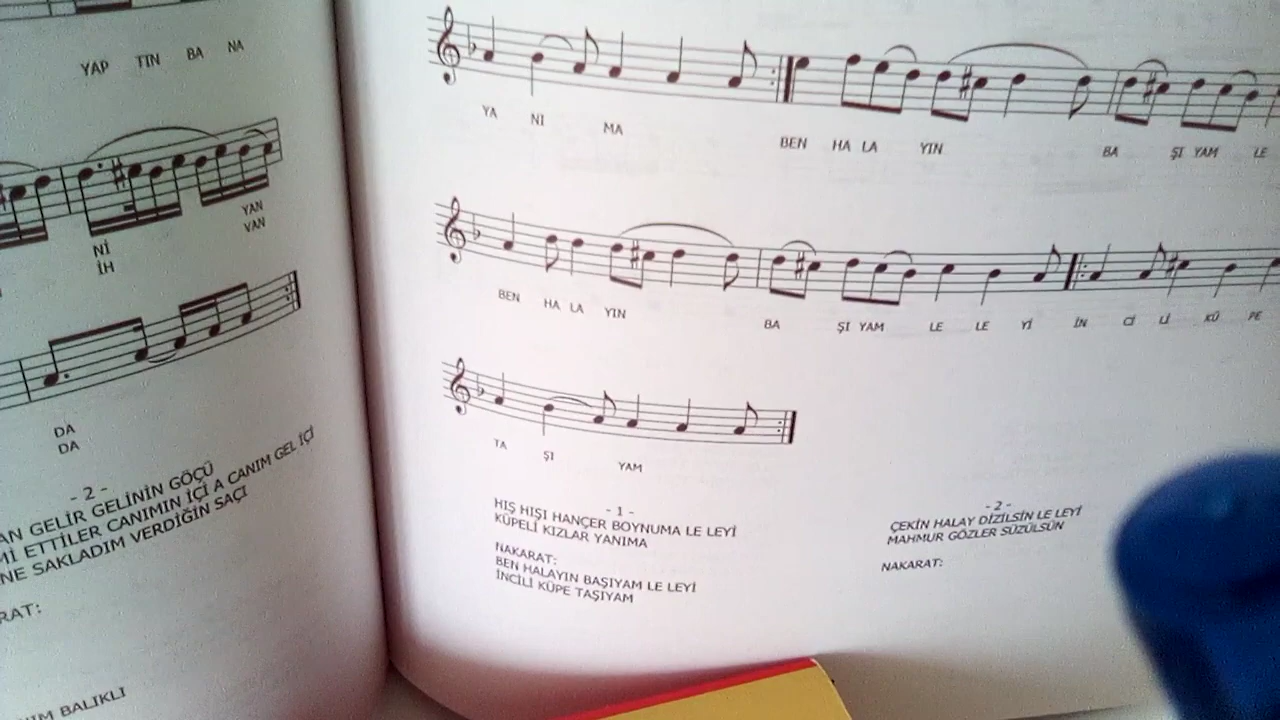 YAP TIN BA NA
Nİ YAN
İH VAN
DA
DA
- 2 -
AN GELİR GELİNİN GÖÇÜ
Mİ ETTİLER CANIMIN İÇİ A CANIM GEL İÇİ
NE SAKLADIM VERDİĞİN SAÇI
RAT:
NIM BALIKLI
YA NI MA BEN HA LA YIN BA ŞI YAM LE
BEN HA LA YIN BA ŞI YAM LE LE Yİ İN Cİ Lİ KÜ PE
TA ŞI YAM
- 1 -
HIŞ HIŞI HANÇER BOYNUMA LE LEYİ
KÜPELİ KIZLAR YANIMA
NAKARAT:
BEN HALAYIN BAŞIYAM LE LEYİ
İNCİLİ KÜPE TAŞIYAM
- 2 -
ÇEKİN HALAY DİZİLSİN LE LEYİ
MAHMUR GÖZLER SÜZÜLSÜN
NAKARAT: